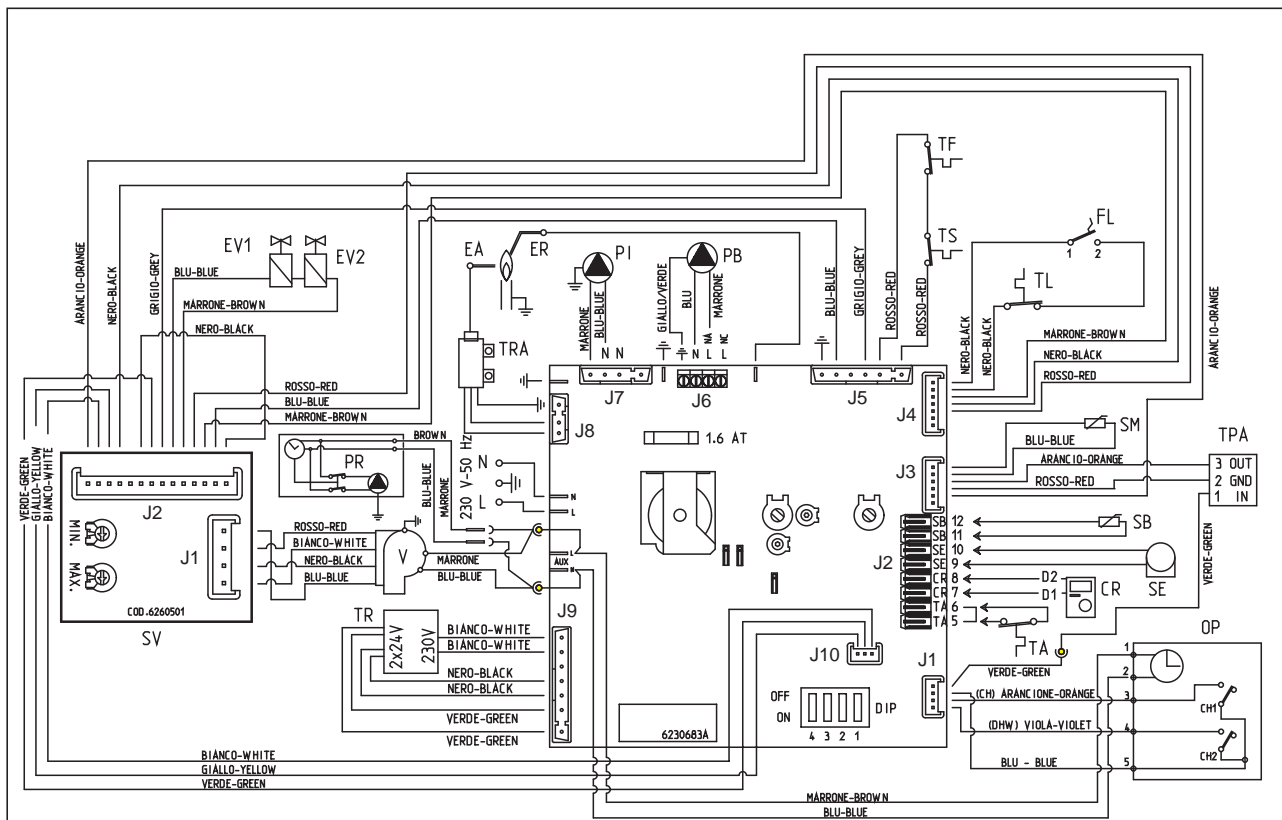 TF
EV1
EV2
EA
ER
PI
PB
FL
1
2
TS
TL
ARANCIO-ORANGE
NERO-BLACK
GRIGIO-GREY
BLU-BLUE
MARRONE-BROWN
NERO-BLACK
GIALLO/VERDE
BLU
MARRONE
MARRONE
BLU-BLUE
N N
NA
NC
N L L
BLU-BLUE
GRIGIO-GREY
ROSSO-RED
ROSSO-RED
NERO-BLACK
NERO-BLACK
MARRONE-BROWN
NERO-BLACK
ROSSO-RED
ARANCIO-ORANGE
TRA
J7
J6
J5
J4
ROSSO-RED
BLU-BLUE
MARRONE-BROWN
J8
1.6 AT
SM
BLU-BLUE
ARANCIO-ORANGE
ROSSO-RED
J3
TPA
3 OUT
2 GND
1 IN
VERDE-GREEN
GIALLO-YELLOW
BIANCO-WHITE
PR
BROWN
BLU-BLUE
MARRONE
230 V-50 Hz
N
L
N
L
J2
MIN.
MAX.
J1
COD.6260501
SV
ROSSO-RED
BIANCO-WHITE
NERO-BLACK
BLU-BLUE
V
MARRONE
BLU-BLUE
L
AUX
N
SB 12
SB 11
SE 10
SE 9
CR 8
CR 7
TA 6
TA 5
J2
SB
SE
D2
D1
CR
TA
VERDE-GREEN
VERDE-GREEN
OP
TR
2x24V
230V
J9
BIANCO-WHITE
BIANCO-WHITE
NERO-BLACK
NERO-BLACK
VERDE-GREEN
VERDE-GREEN
J10
J1
OFF
ON
DIP
4 3 2 1
6230683A
1
2
3
4
5
(CH) ARANCIONE-ORANGE
(DHW) VIOLA-VIOLET
BLU - BLUE
CH1
CH2
BIANCO-WHITE
GIALLO-YELLOW
VERDE-GREEN
MARRONE-BROWN
BLU-BLUE